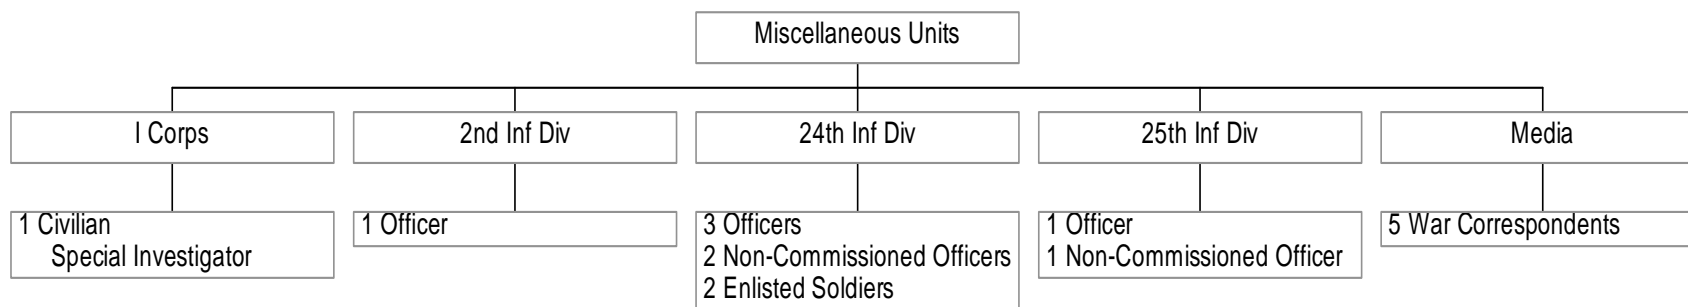 Miscellaneous Units
I Corps
2nd Inf Div
24th Inf Div
25th Inf Div
Media
1 Civilian
Special Investigator
1 Officer
3 Officers
2 Non-Commissioned Officers
2 Enlisted Soldiers
1 Officer
1 Non-Commissioned Officer
5 War Correspondents